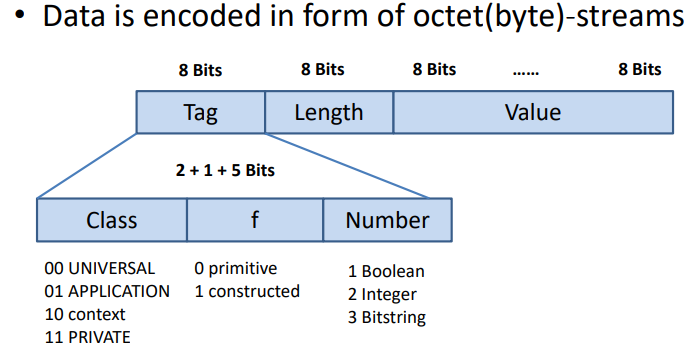 • Data is encoded in form of octet(byte)-streams
8 Bits 8 Bits 8 Bits ...... 8 Bits
Tag Length Value
2 + 1 + 5 Bits
Class f Number
00 UNIVERSAL 0 primitive 1 Boolean
01 APPLICATION 1 constructed 2 Integer
10 context 3 Bitstring
11 PRIVATE